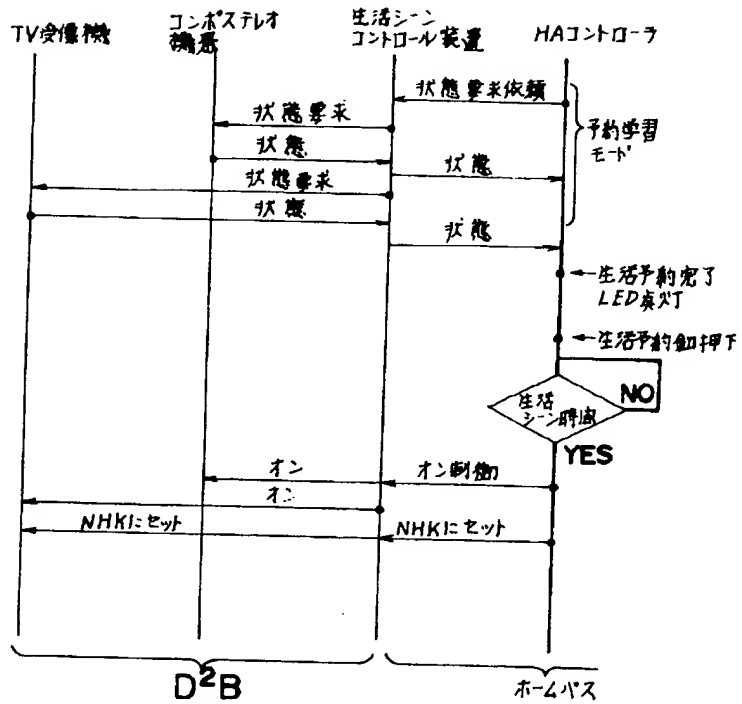 TV受像機
コンポステレオ
機器
生活シーン
コントロール装置
HAコントローラ
状態要求依頼
状態要求
予約学習
モード
状態
状態
状態要求
状態
状態
生活予約完了
LED点灯
生活予約釦押下
NO
生活
シーン時間
YES
オン
オン制御
オン
NHKにセット
NHKにセット
D²B
ホームバス